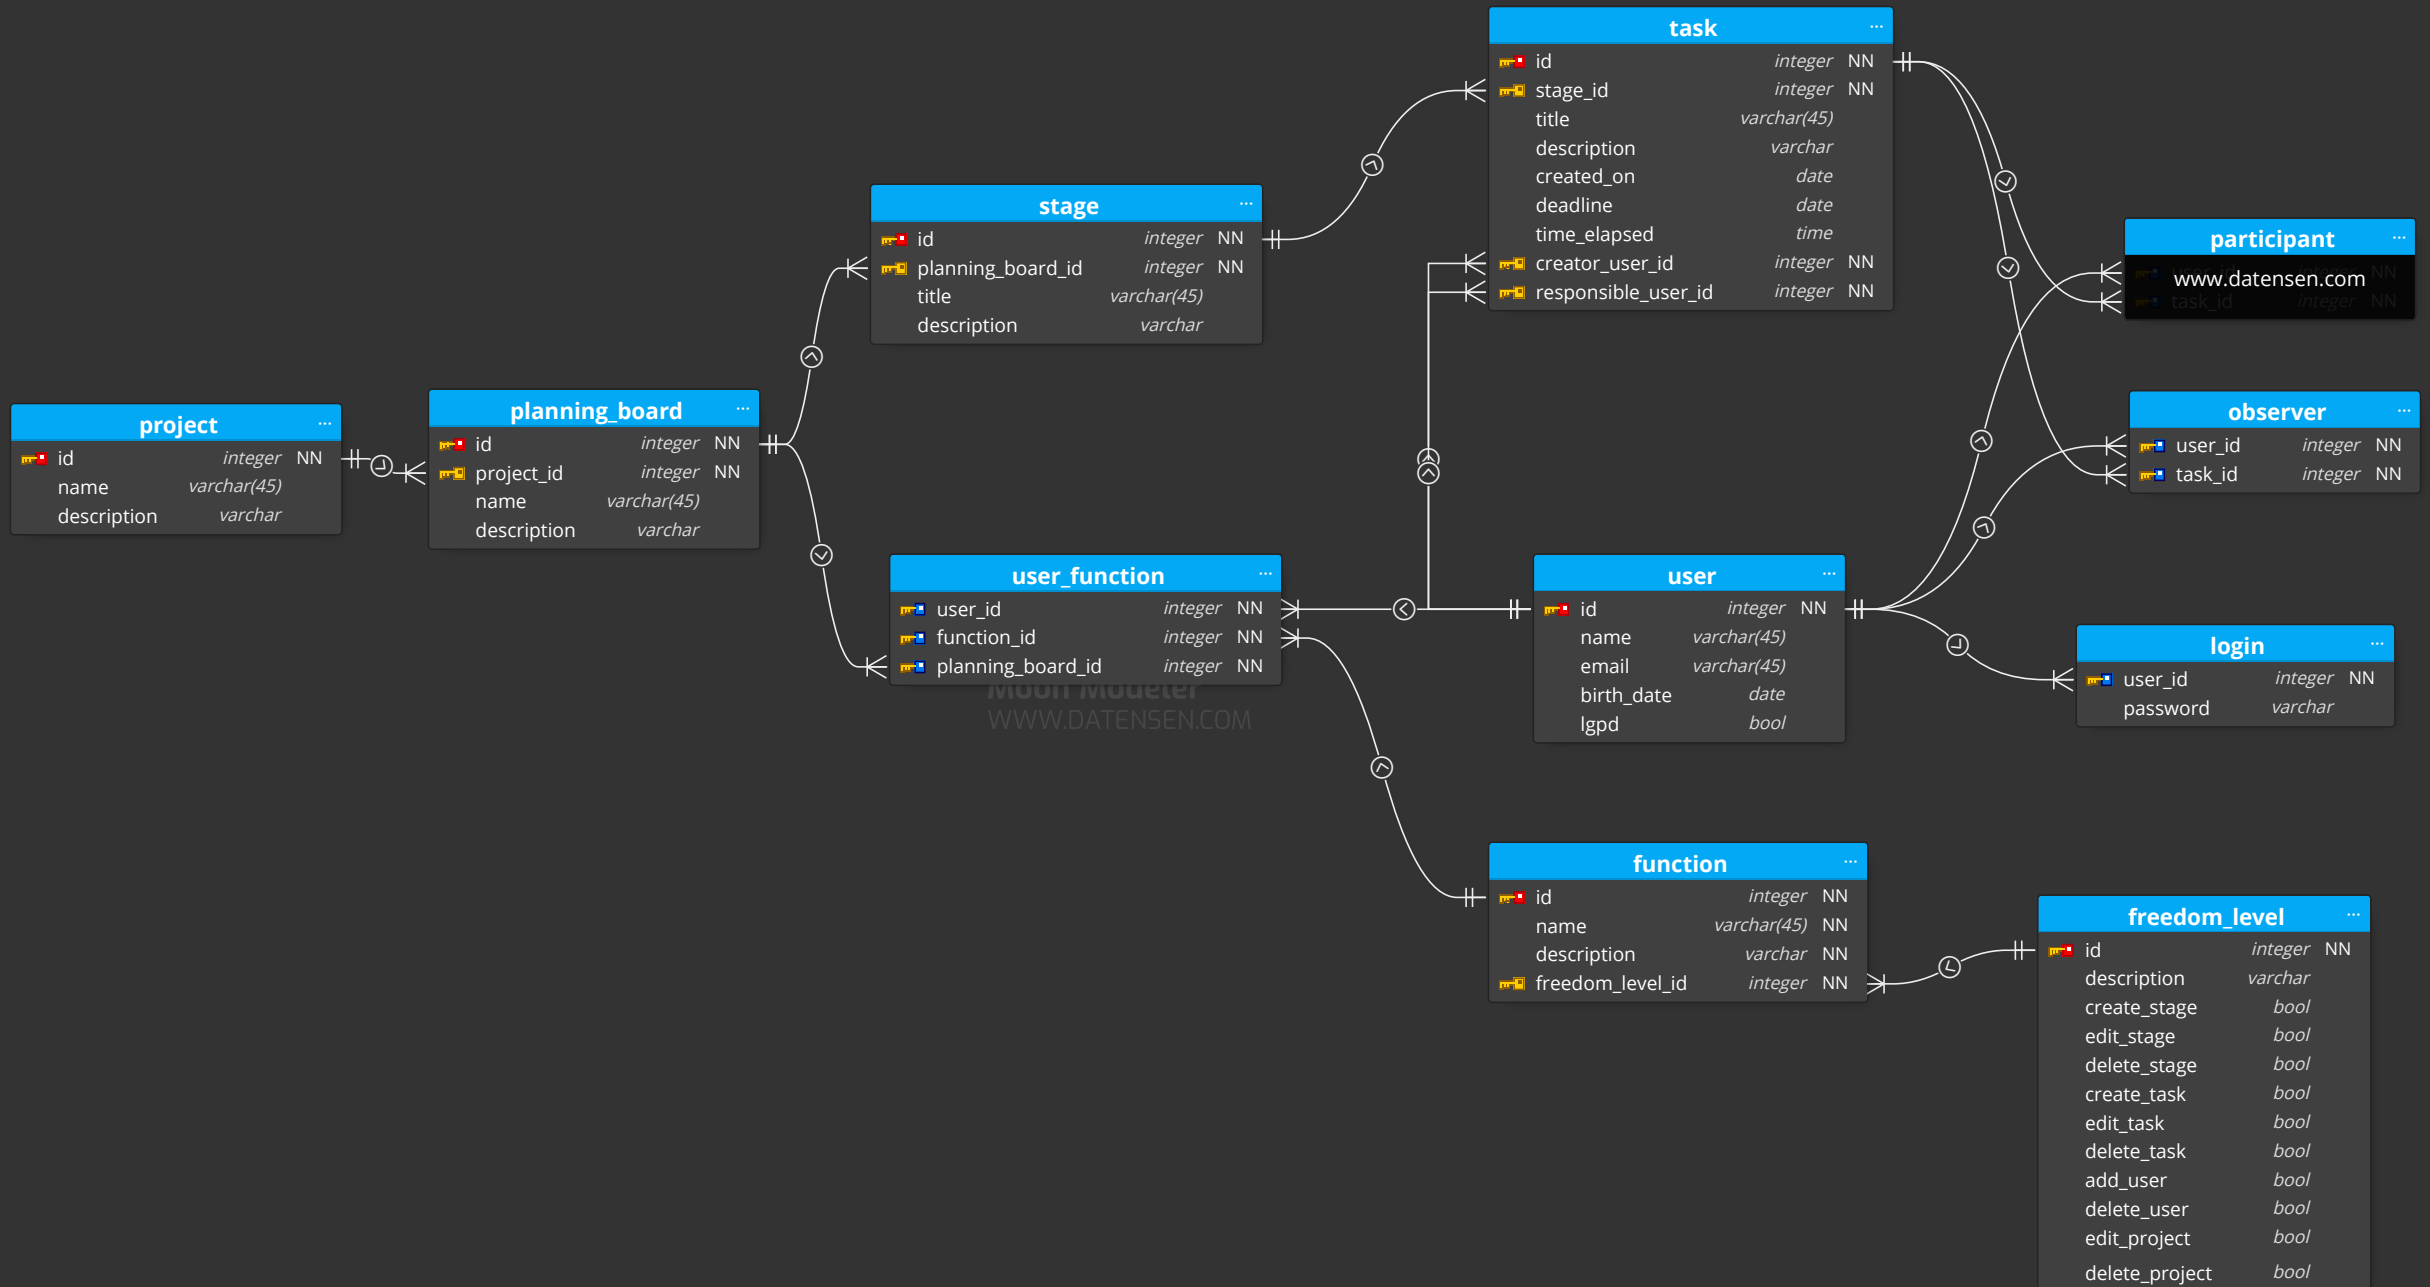 task ...
id integer NN
stage_id integer NN
title varchar(45)
description varchar
created_on date
deadline date
time_elapsed time
creator_user_id integer NN
responsible_user_id integer NN
stage ...
id integer NN
planning_board_id integer NN
title varchar(45)
description varchar
participant ...
user_id integer NN
www.datensen.com
task_id integer NN
project ...
id integer NN
name varchar(45)
description varchar
planning_board ...
id integer NN
project_id integer NN
name varchar(45)
description varchar
observer ...
user_id integer NN
task_id integer NN
user_function ...
user_id integer NN
function_id integer NN
planning_board_id integer NN
Moon Modeler
WWW.DATENSEN.COM
user ...
id integer NN
name varchar(45)
email varchar(45)
birth_date date
lgpd bool
login ...
user_id integer NN
password varchar
function ...
id integer NN
name varchar(45) NN
description varchar NN
freedom_level_id integer NN
freedom_level ...
id integer NN
description varchar
create_stage bool
edit_stage bool
delete_stage bool
create_task bool
edit_task bool
delete_task bool
add_user bool
delete_user bool
edit_project bool
delete_project bool